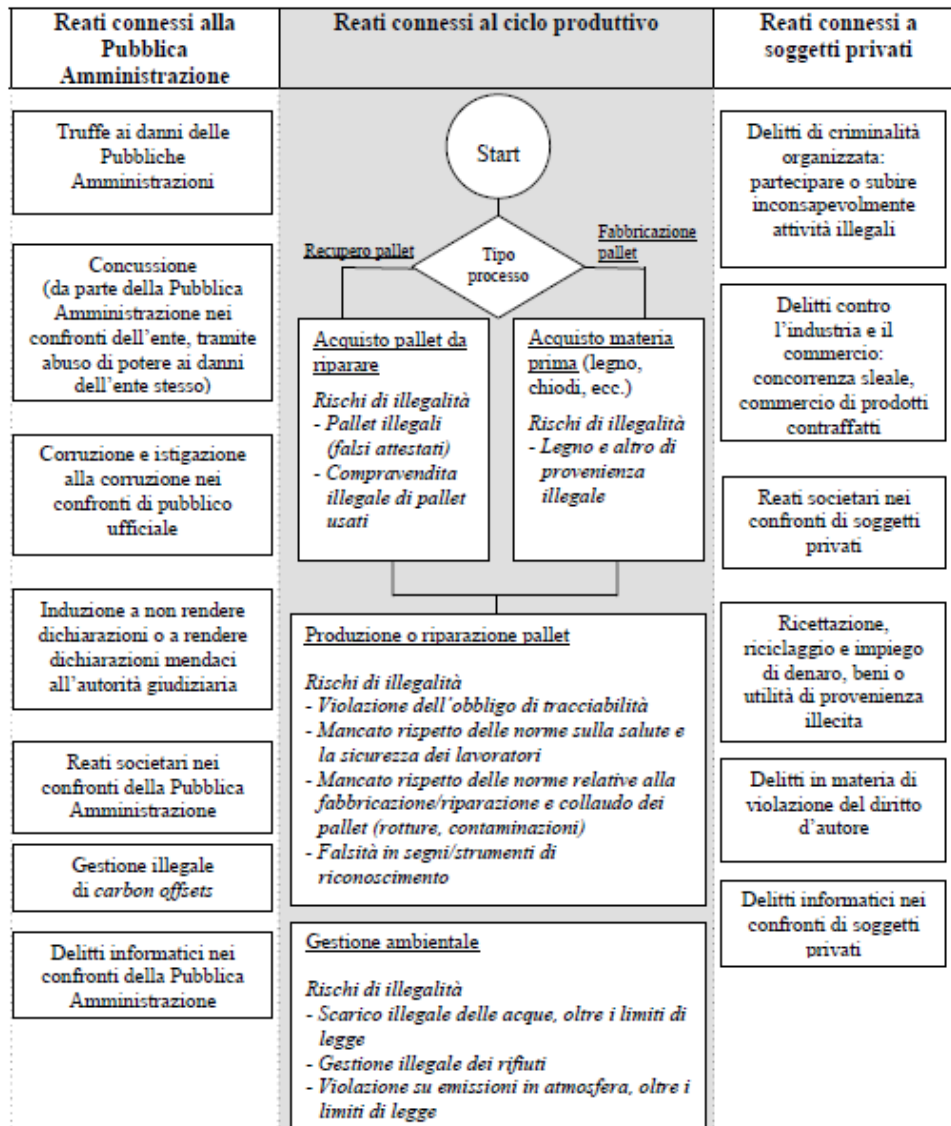 Reati connessi alla
Pubblica
Amministrazione
Reati connessi al ciclo produttivo
Reati connessi a
soggetti privati
Truffe ai danni delle
Pubbliche
Amministrazioni
Concussione
(da parte della Pubblica
Amministrazione nei
confronti dell'ente, tramite
abuso di potere ai danni
dell'ente stesso)
Corruzione e istigazione
alla corruzione nei
confronti di pubblico
ufficiale
Induzione a non rendere
dichiarazioni o a rendere
dichiarazioni mendaci
all'autorità giudiziaria
Reati societari nei
confronti della Pubblica
Amministrazione
Gestione illegale
di carbon offsets
Delitti informatici nei
confronti della Pubblica
Amministrazione
Start
Tipo
processo
Recupero pallet
Fabbricazione
pallet
Acquisto pallet da
riparare
Rischi di illegalità
- Pallet illegali
(falsi attestati)
- Compravendita
illegale di pallet
usati
Acquisto materia
prima (legno,
chiodi, ecc.)
Rischi di illegalità
- Legno e altro di
provenienza
illegale
Produzione o riparazione pallet
Rischi di illegalità
- Violazione dell'obbligo di tracciabilità
- Mancato rispetto delle norme sulla salute e
la sicurezza dei lavoratori
- Mancato rispetto delle norme relative alla
fabbricazione/riparazione e collaudo dei
pallet (rotture, contaminazioni)
- Falsità in segni/strumenti di
riconoscimento
Gestione ambientale
Rischi di illegalità
- Scarico illegale delle acque, oltre i limiti di
legge
- Gestione illegale dei rifiuti
- Violazione su emissioni in atmosfera, oltre i
limiti di legge
Delitti di criminalità
organizzata:
partecipare o subire
inconsapevolmente
attività illegali
Delitti contro
l'industria e il
commercio:
concorrenza sleale,
commercio di prodotti
contraffatti
Reati societari nei
confronti di soggetti
privati
Ricettazione,
riciclaggio e impiego
di denaro, beni o
utilità di provenienza
illecita
Delitti in materia di
violazione del diritto
d'autore
Delitti informatici nei
confronti di soggetti
privati